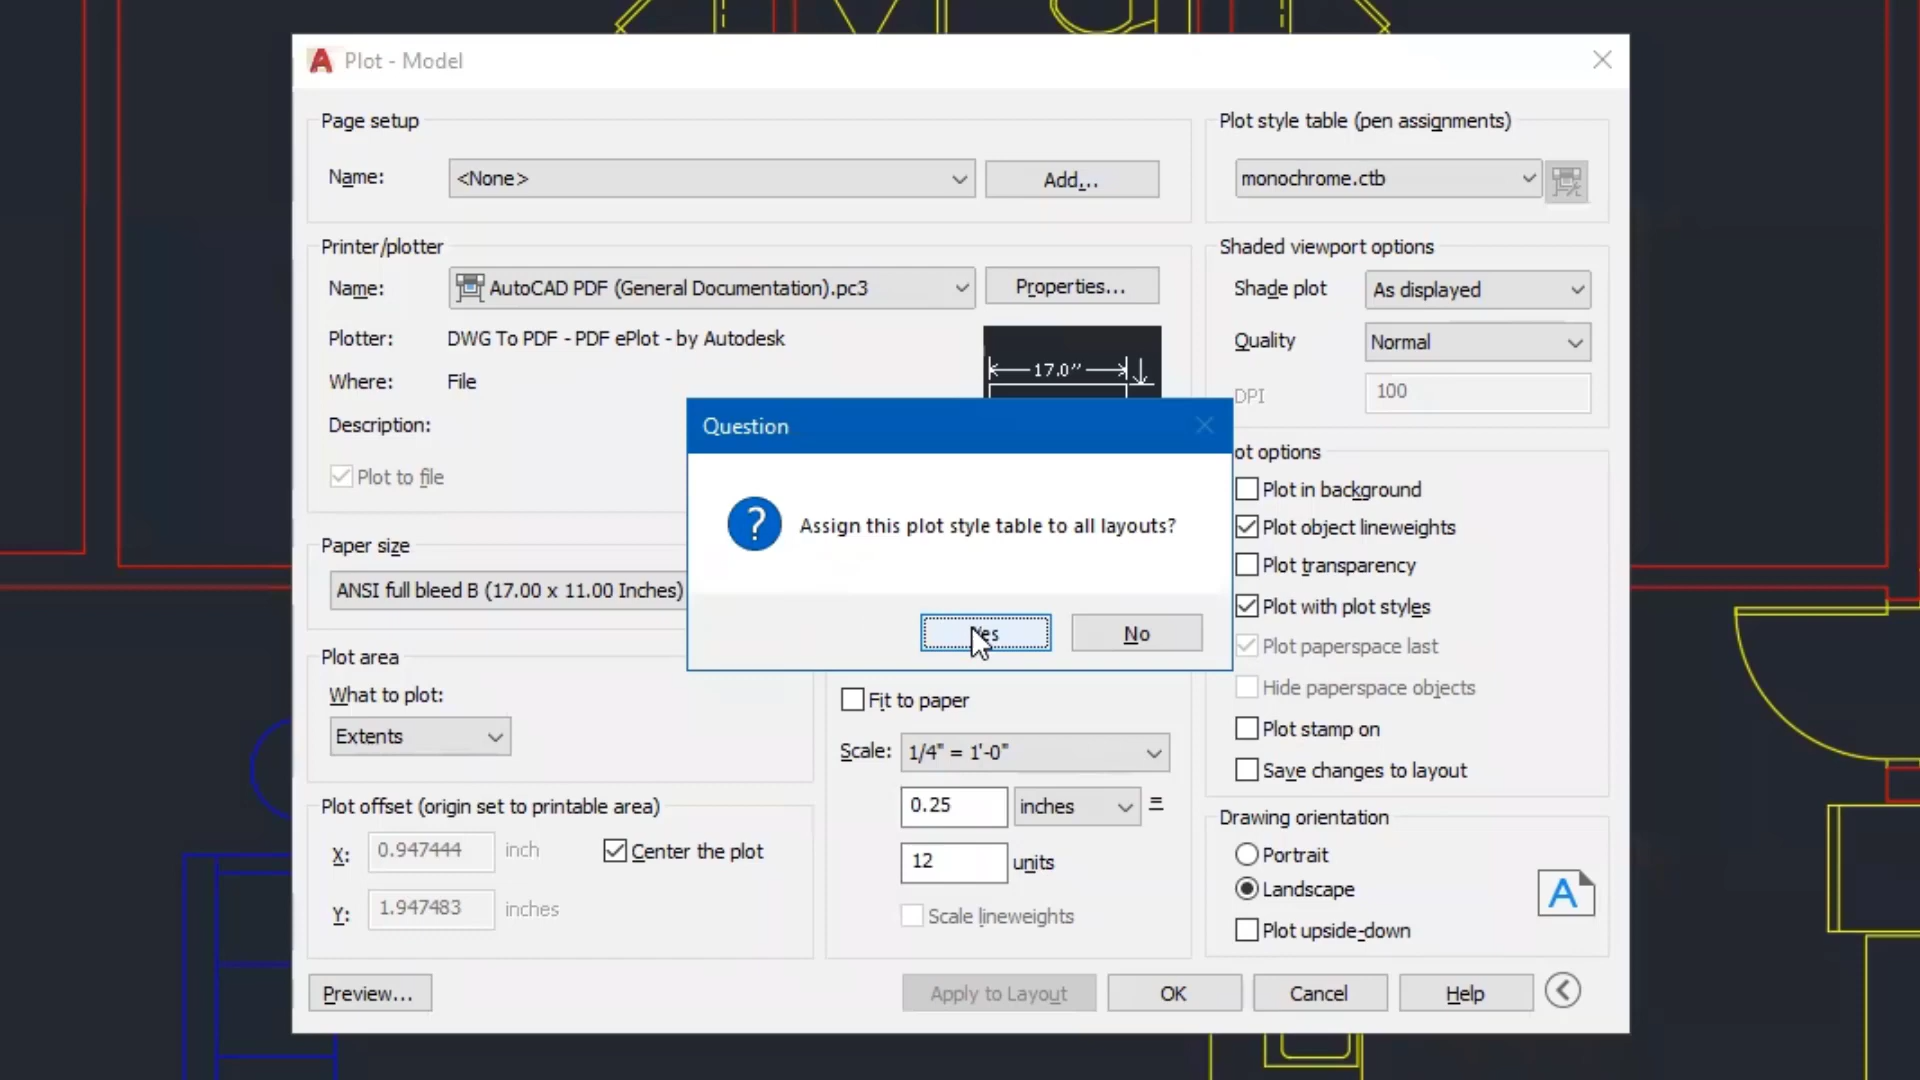 Plot - Model
Page setup
Name:
<None>
Add...
Plot style table (pen assignments)
monochrome.ctb
Printer/plotter
Name:
AutoCAD PDF (General Documentation).pc3
Properties...
Plotter:
DWG To PDF - PDF ePlot - by Autodesk
Where:
File
Description:
Plot to file
17.0"
Shaded viewport options
Shade plot
As displayed
Quality
Normal
DPI
100
Question
Assign this plot style table to all layouts?
Yes
No
Paper size
ANSI full bleed B (17.00 x 11.00 Inches)
Plot area
What to plot:
Extents
Plot offset (origin set to printable area)
X:
0.947444
inch
Center the plot
Y:
1.947483
inches
Fit to paper
Scale:
1/4" = 1'-0"
0.25
inches
=
12
units
Scale lineweights
ot options
Plot in background
Plot object lineweights
Plot transparency
Plot with plot styles
Plot paperspace last
Hide paperspace objects
Plot stamp on
Save changes to layout
Drawing orientation
Portrait
Landscape
Plot upside-down
A
Preview...
Apply to Layout
OK
Cancel
Help